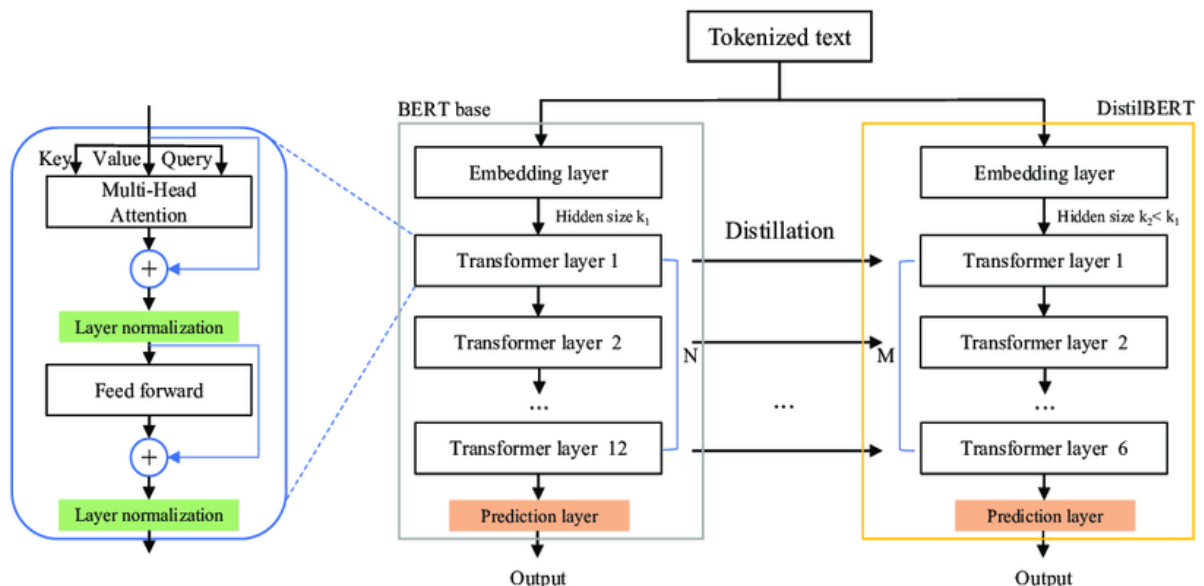 Tokenized text
BERT base
DistilBERT
Key Value Query
Multi-Head
Attention
+
Layer normalization
Feed forward
+
Layer normalization
Embedding layer
Hidden size k₁
Transformer layer 1
Transformer layer 2
...
Transformer layer 12
N
Prediction layer
Output
Distillation
...
Embedding layer
Hidden size k₂< k₁
Transformer layer 1
Transformer layer 2
...
Transformer layer 6
M
Prediction layer
Output